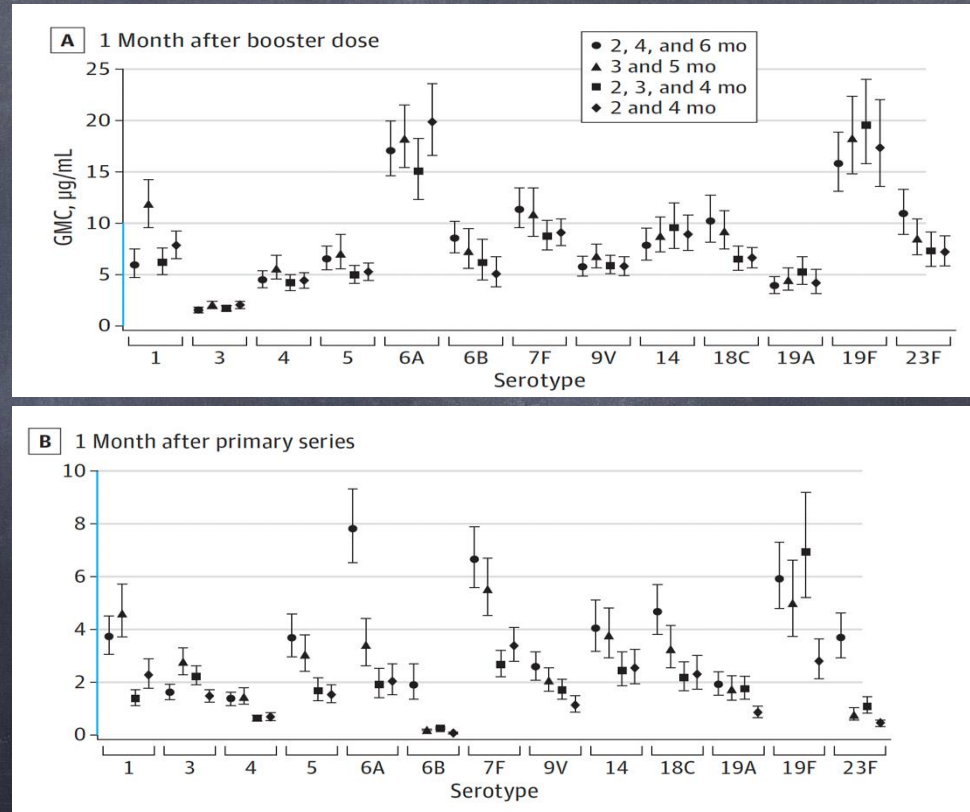 A 1 Month after booster dose
2, 4, and 6 mo
3 and 5 mo
2, 3, and 4 mo
2 and 4 mo
GMC, μg/mL
25
20
15
10
5
0
1 3 4 5 6A 6B 7F 9V 14 18C 19A 19F 23F
Serotype
B 1 Month after primary series
10
8
6
4
2
0
1 3 4 5 6A 6B 7F 9V 14 18C 19A 19F 23F
Serotype